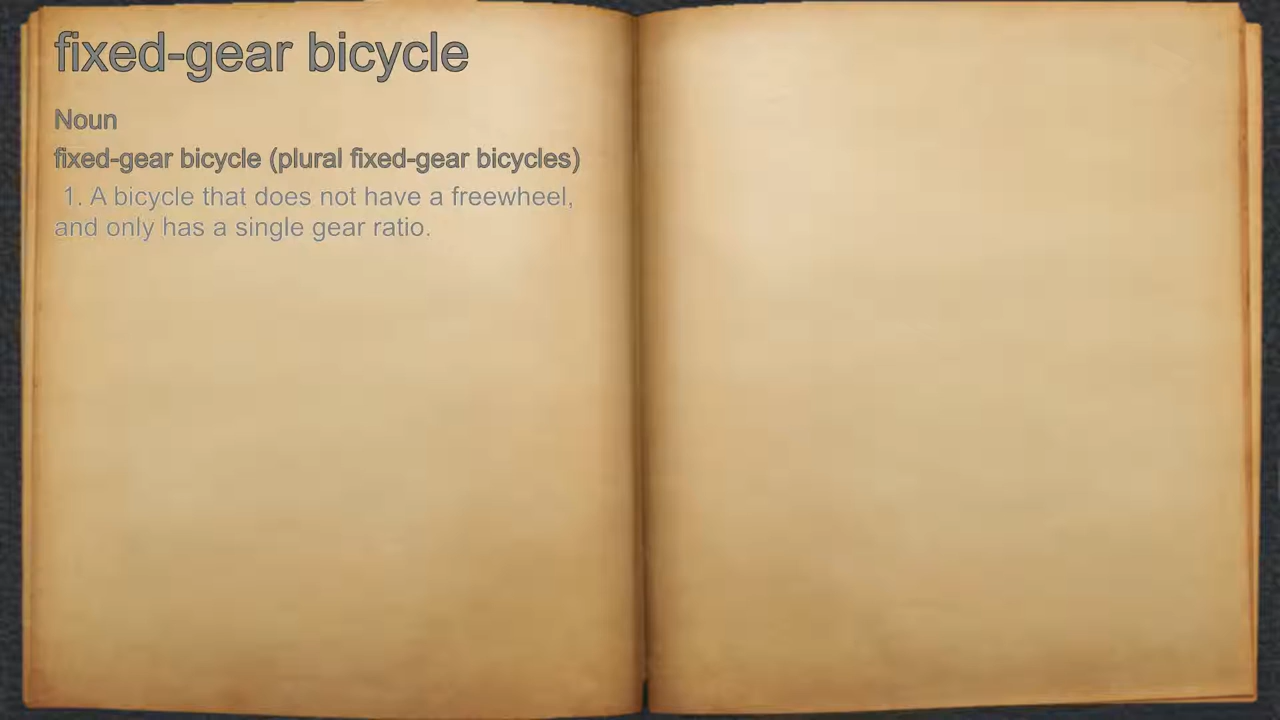 fixed-gear bicycle
Noun
fixed-gear bicycle (plural fixed-gear bicycles)
1. A bicycle that does not have a freewheel,
and only has a single gear ratio.